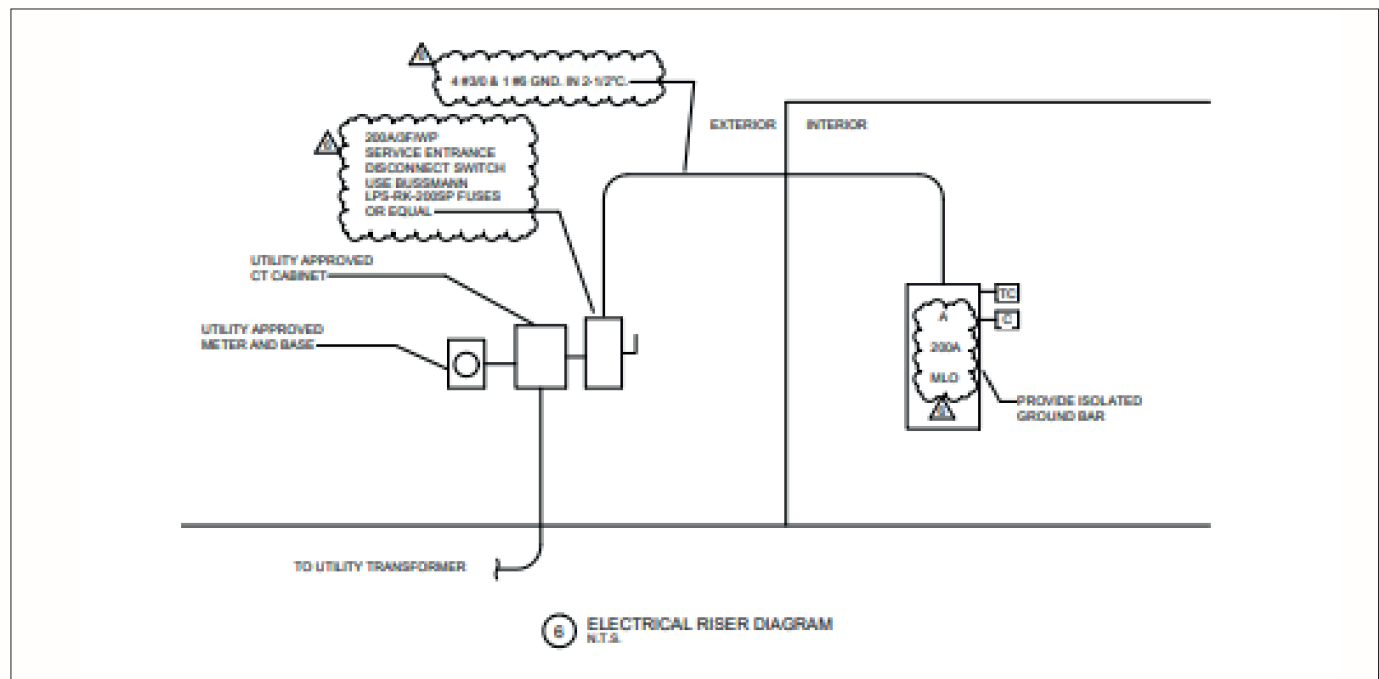 4 #3/0 & 1 #6 GND. IN 2-1/2"C.
EXTERIOR
INTERIOR
200A/3F/WP
SERVICE ENTRANCE
DISCONNECT SWITCH
USE BUSSMANN
LPS-RK-200SP FUSES
OR EQUAL
UTILITY APPROVED
CT CABINET
UTILITY APPROVED
METER AND BASE
TC
C
A
200A
MLO
PROVIDE ISOLATED
GROUND BAR
TO UTILITY TRANSFORMER
6
ELECTRICAL RISER DIAGRAM
N.T.S.